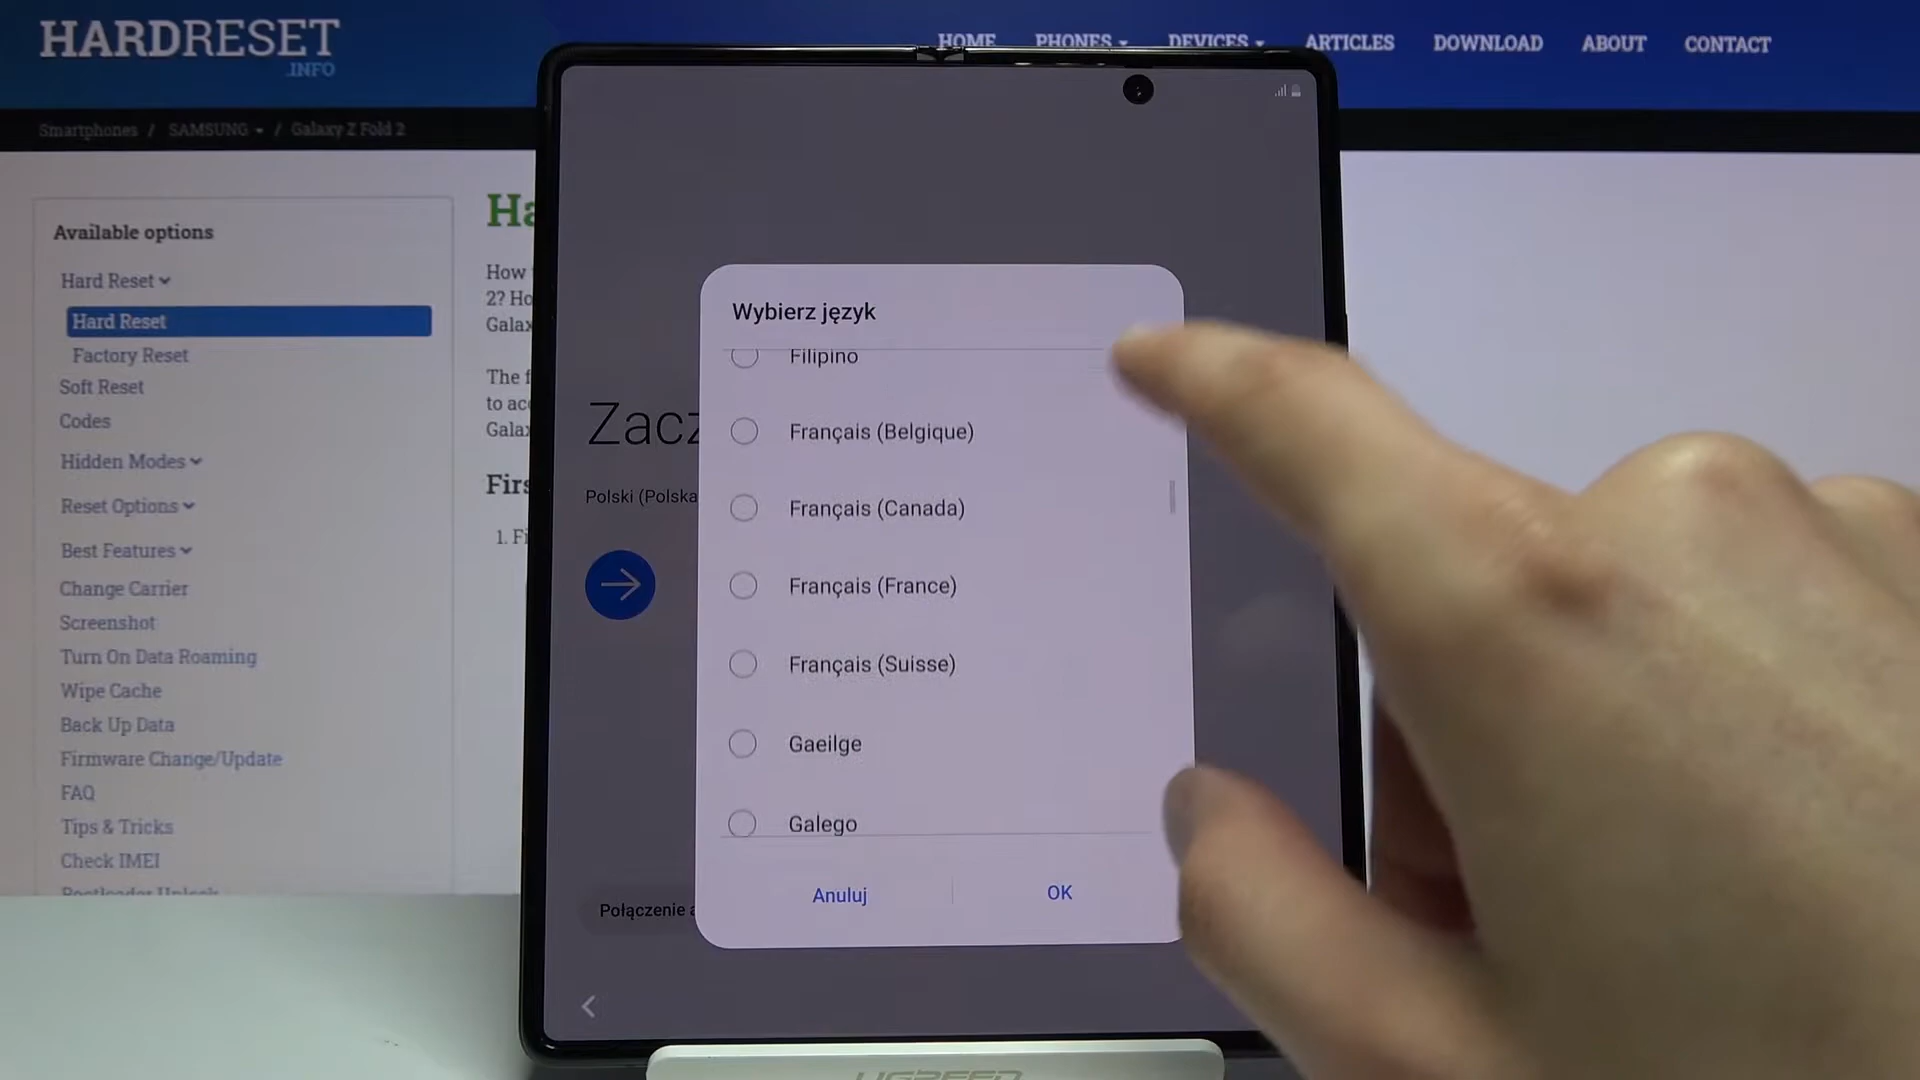 HARDRESET
.INFO
HOME PHONES DEVICES ARTICLES DOWNLOAD ABOUT CONTACT
Smartphones / SAMSUNG / Galaxy Z Fold 2
Available options
Hard Reset
Hard Reset
Factory Reset
Soft Reset
Codes
Hidden Modes
Reset Options
Best Features
Change Carrier
Screenshot
Turn On Data Roaming
Wipe Cache
Back Up Data
Firmware Change/Update
FAQ
Tips & Tricks
Check IMEI
Bootloader Unlock
Ha
How
2? Ho
Galax
The f
to acc
Galax
Firs
1. Fi
Zacz
Polski (Polska
Połączenie a
Wybierz język
Filipino
Français (Belgique)
Français (Canada)
Français (France)
Français (Suisse)
Gaeilge
Galego
Anuluj OK
UGREEN